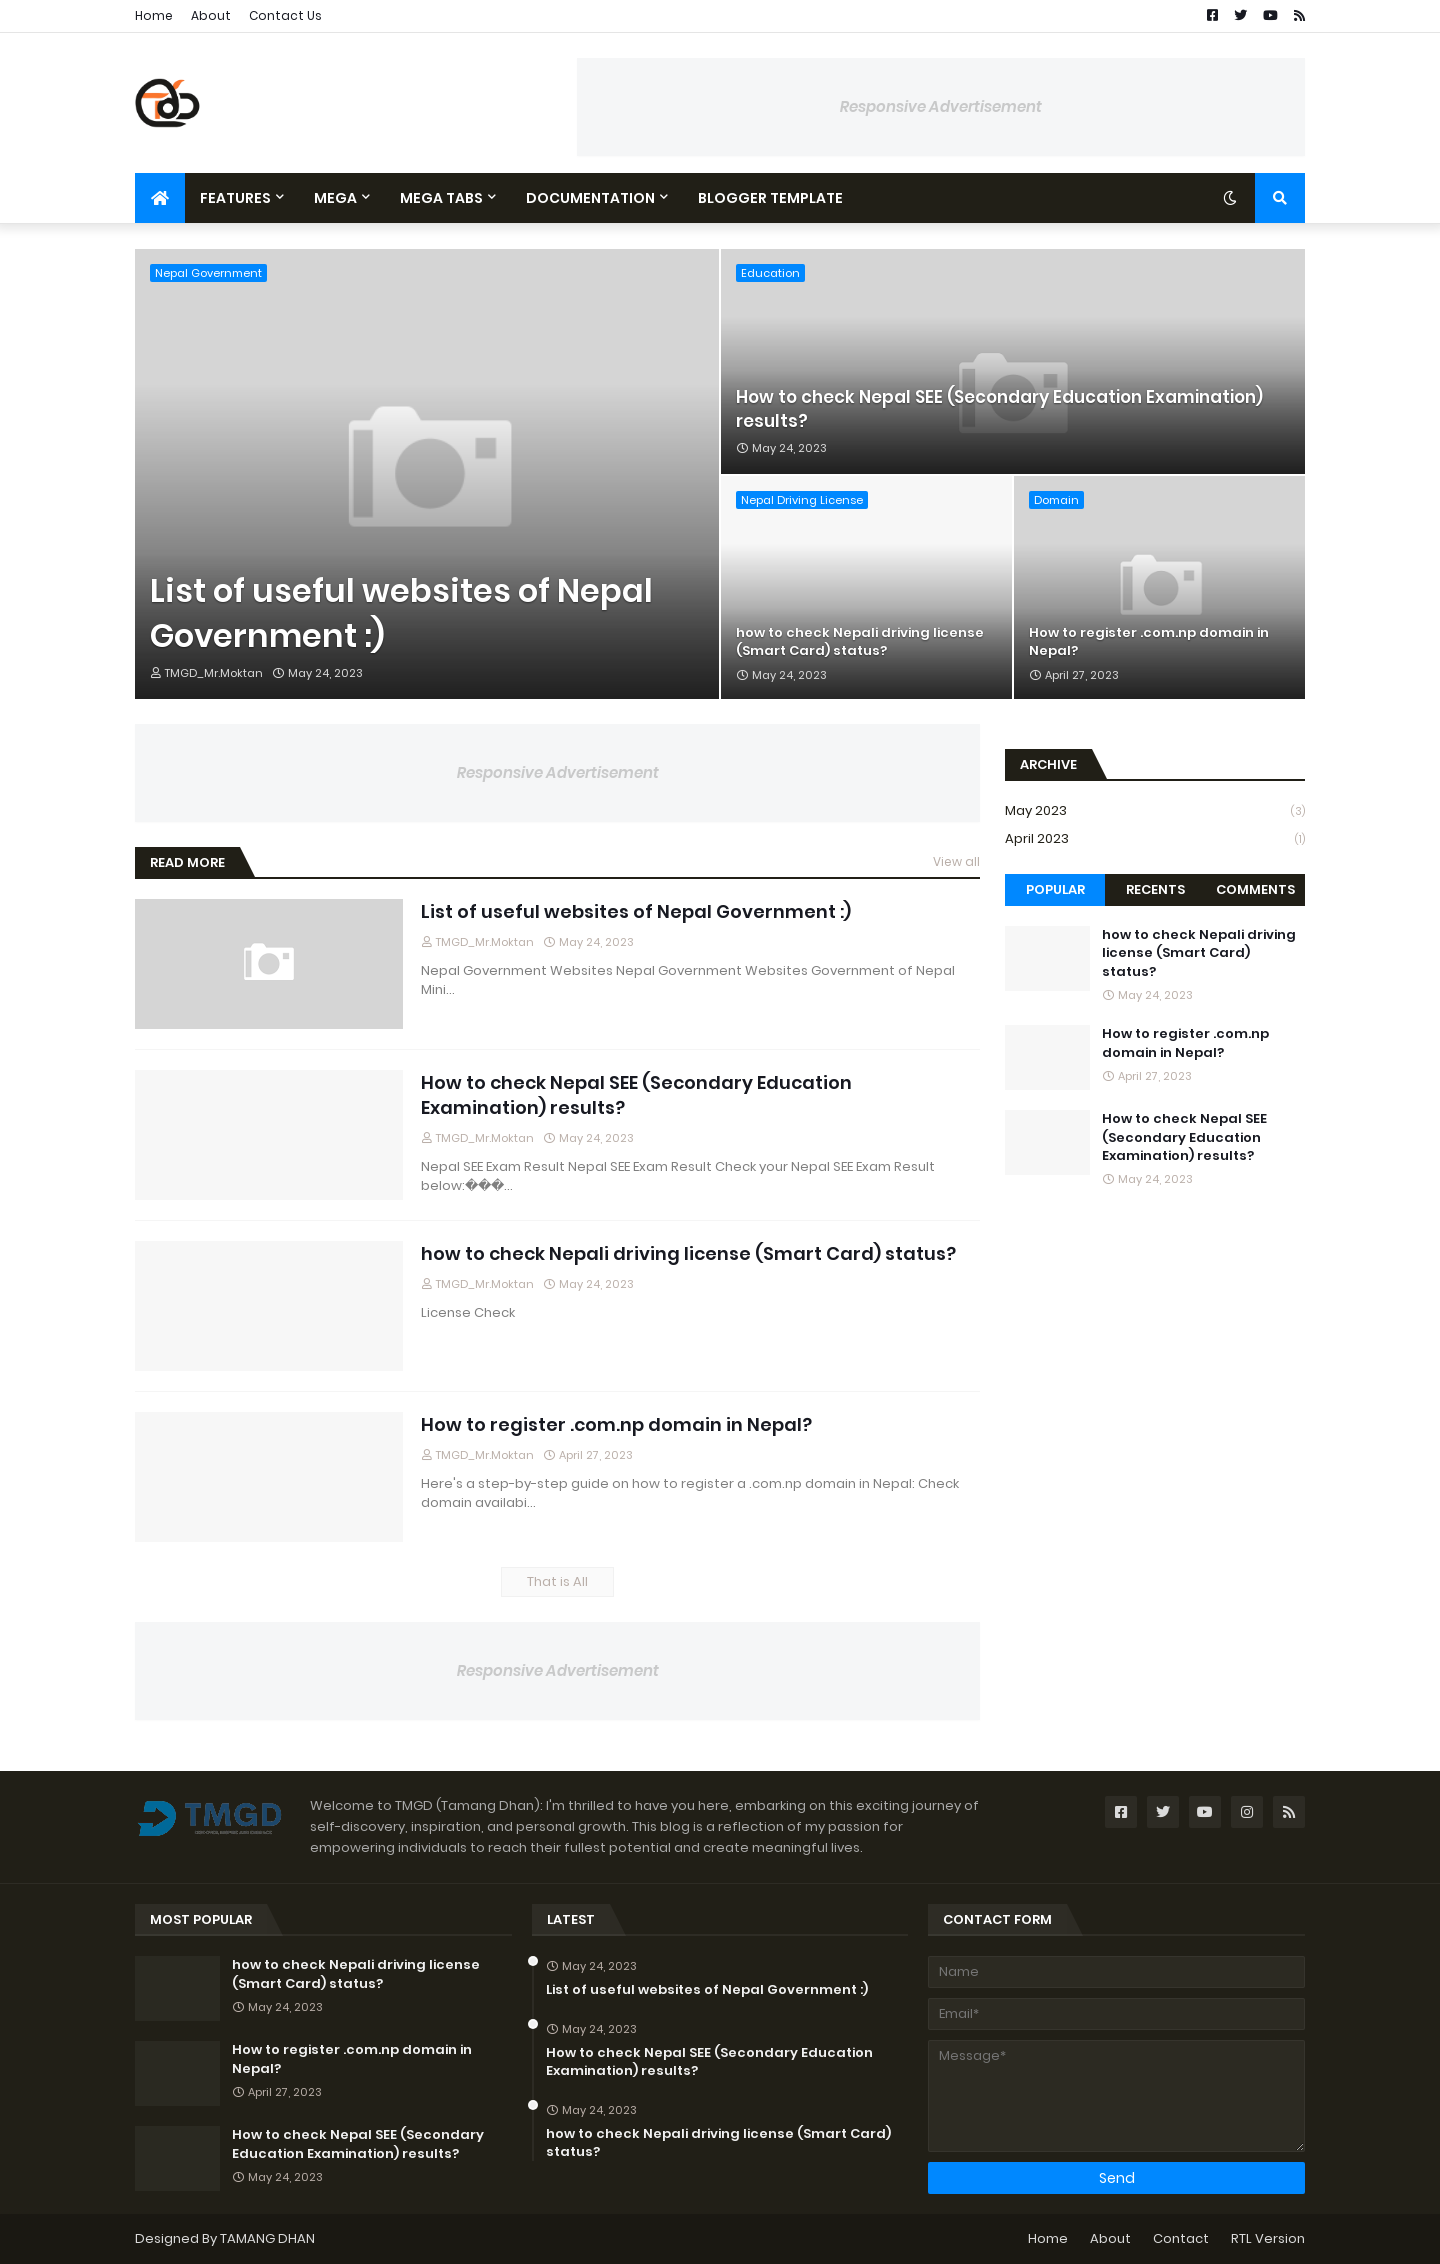 Home About Contact Us
Responsive Advertisement
FEATURES MEGA MEGA TABS DOCUMENTATION BLOGGER TEMPLATE
Nepal Government
List of useful websites of Nepal
Government :)
TMGD_Mr.Moktan May 24, 2023
Education
How to check Nepal SEE (Secondary Education Examination)
results?
May 24, 2023
Nepal Driving License
how to check Nepali driving license
(Smart Card) status?
May 24, 2023
Domain
How to register .com.np domain in
Nepal?
April 27, 2023
Responsive Advertisement
READ MORE View all
List of useful websites of Nepal Government :)
TMGD_Mr.Moktan May 24, 2023
Nepal Government Websites Nepal Government Websites Government of Nepal
Mini...
How to check Nepal SEE (Secondary Education
Examination) results?
TMGD_Mr.Moktan May 24, 2023
Nepal SEE Exam Result Nepal SEE Exam Result Check your Nepal SEE Exam Result
below:���...
how to check Nepali driving license (Smart Card) status?
TMGD_Mr.Moktan May 24, 2023
License Check
How to register .com.np domain in Nepal?
TMGD_Mr.Moktan April 27, 2023
Here's a step-by-step guide on how to register a .com.np domain in Nepal: Check
domain availabi...
That is All
Responsive Advertisement
ARCHIVE
May 2023 (3)
April 2023 (1)
POPULAR RECENTS COMMENTS
how to check Nepali driving
license (Smart Card)
status?
May 24, 2023
How to register .com.np
domain in Nepal?
April 27, 2023
How to check Nepal SEE
(Secondary Education
Examination) results?
May 24, 2023
TMGD
Welcome to TMGD (Tamang Dhan): I'm thrilled to have you here, embarking on this exciting journey of
self-discovery, inspiration, and personal growth. This blog is a reflection of my passion for
empowering individuals to reach their fullest potential and create meaningful lives.
MOST POPULAR
how to check Nepali driving license
(Smart Card) status?
May 24, 2023
How to register .com.np domain in
Nepal?
April 27, 2023
How to check Nepal SEE (Secondary
Education Examination) results?
May 24, 2023
LATEST
May 24, 2023
List of useful websites of Nepal Government :)
May 24, 2023
How to check Nepal SEE (Secondary Education
Examination) results?
May 24, 2023
how to check Nepali driving license (Smart Card)
status?
CONTACT FORM
Name
Email*
Message*
Send
Designed By TAMANG DHAN
Home About Contact RTL Version